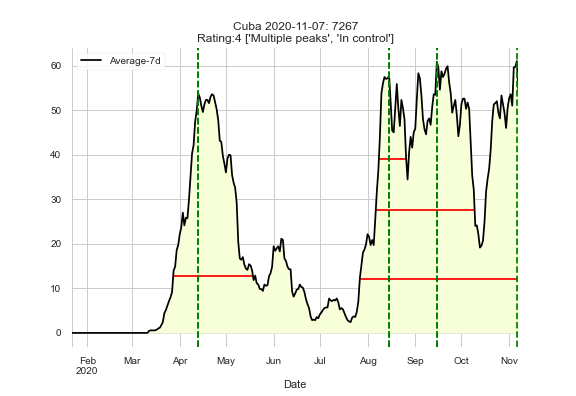 Cuba 2020-11-07: 7267
Rating:4 ['Multiple peaks', 'In control']
Average-7d
60
50
40
30
20
10
0
Feb Mar Apr May Jun Jul Aug Sep Oct Nov
2020
Date